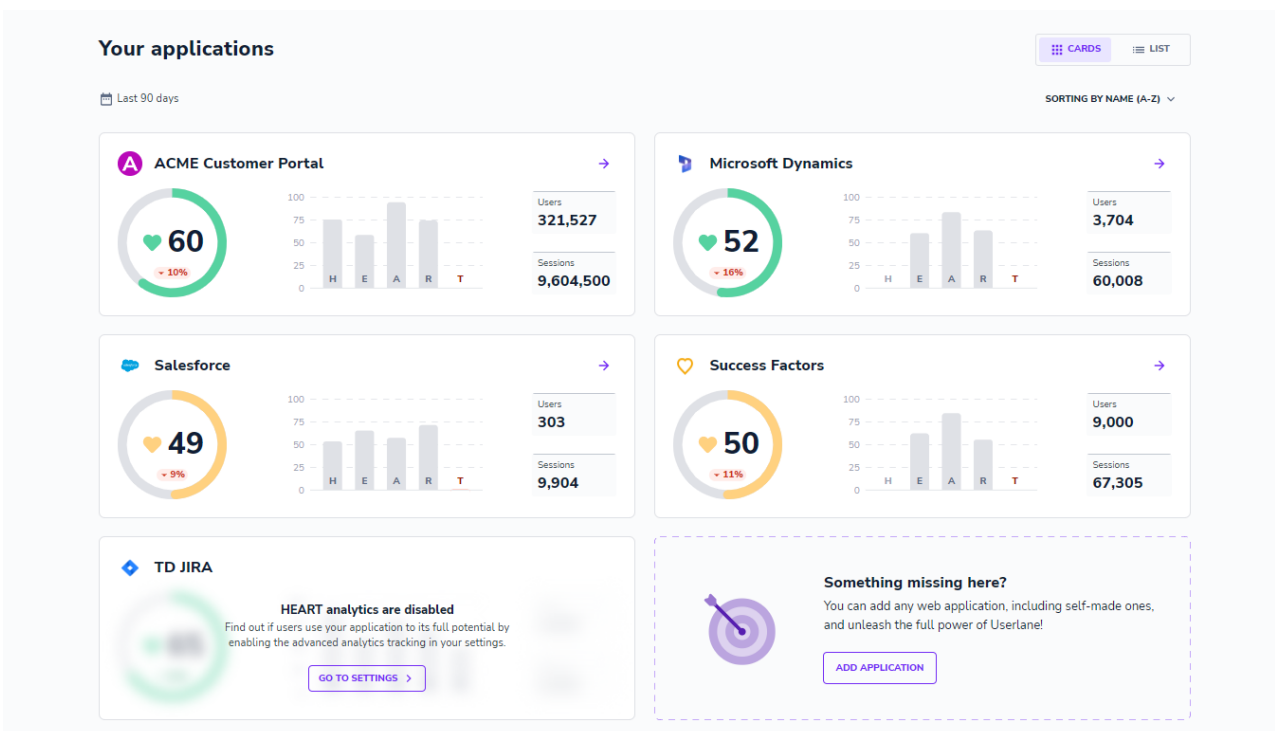 Your applications
CARDS
LIST
Last 90 days
SORTING BY NAME (A-Z)
A
ACME Customer Portal
60
10%
100
75
50
25
0
H E A R T
Users
321,527
Sessions
9,604,500
Microsoft Dynamics
52
16%
100
75
50
25
0
H E A R T
Users
3,704
Sessions
60,008
Salesforce
49
9%
100
75
50
25
0
H E A R T
Users
303
Sessions
9,904
Success Factors
50
11%
100
75
50
25
0
H E A R T
Users
9,000
Sessions
67,305
TD JIRA
HEART analytics are disabled
Find out if users use your application to its full potential by
enabling the advanced analytics tracking in your settings.
GO TO SETTINGS
Something missing here?
You can add any web application, including self-made ones,
and unleash the full power of Userlane!
ADD APPLICATION